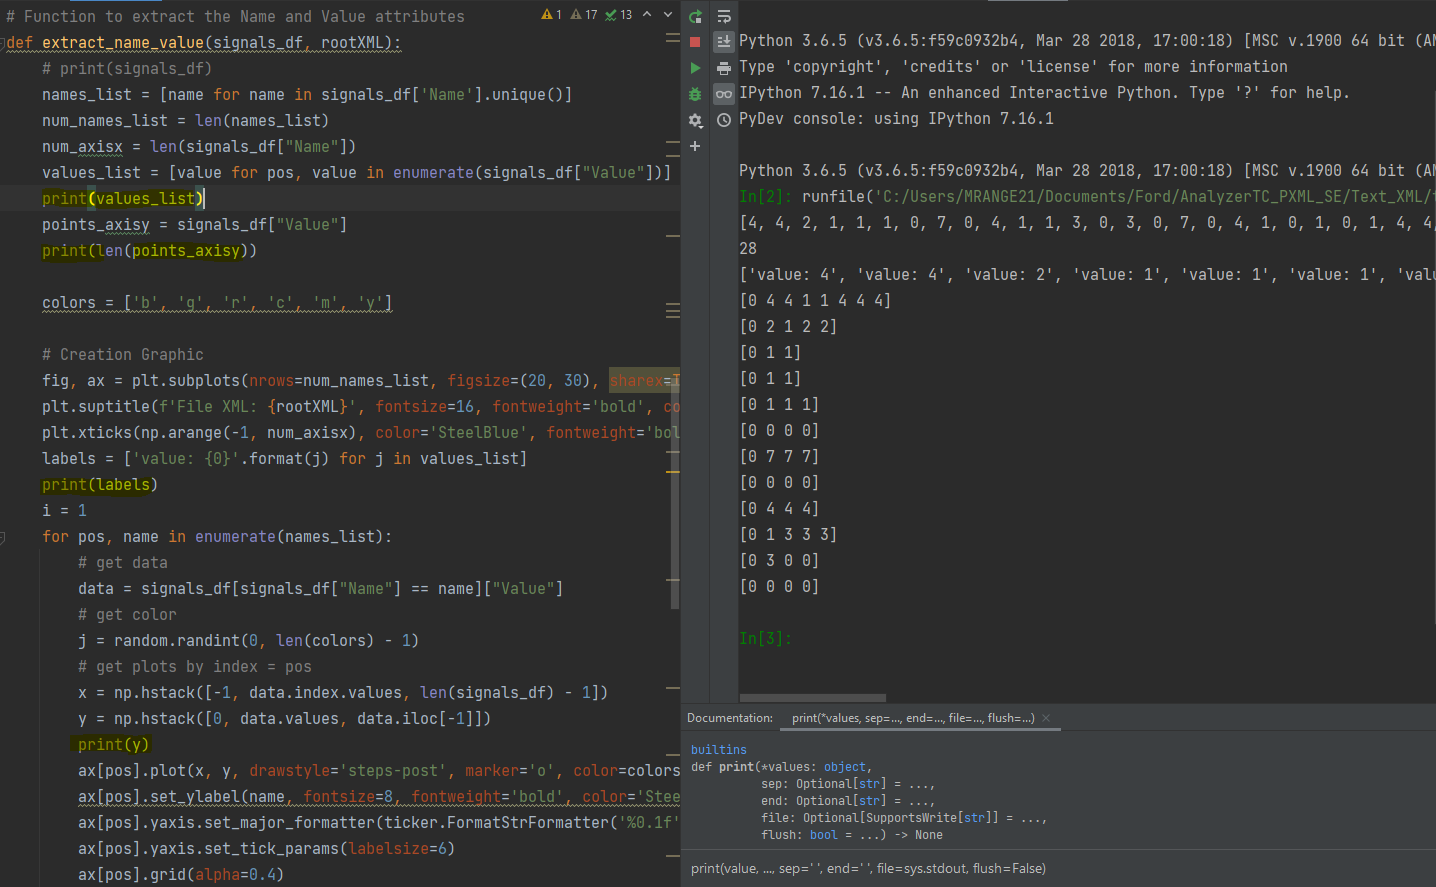 # Function to extract the Name and Value attributes
1 17 13
def extract_name_value(signals_df, rootXML):
# print(signals_df)
names_list = [name for name in signals_df['Name'].unique()]
num_names_list = len(names_list)
num_axisx = len(signals_df["Name"])
values_list = [value for pos, value in enumerate(signals_df["Value"])]
print(values_list)
points_axisy = signals_df["Value"]
print(len(points_axisy))
colors = ['b', 'g', 'r', 'c', 'm', 'y']
# Creation Graphic
fig, ax = plt.subplots(nrows=num_names_list, figsize=(20, 30), sharex=T
plt.suptitle(f'File XML: {rootXML}', fontsize=16, fontweight='bold', co
plt.xticks(np.arange(-1, num_axisx), color='SteelBlue', fontweight='bol
labels = ['value: {0}'.format(j) for j in values_list]
print(labels)
i = 1
for pos, name in enumerate(names_list):
# get data
data = signals_df[signals_df["Name"] == name]["Value"]
# get color
j = random.randint(0, len(colors) - 1)
# get plots by index = pos
x = np.hstack([-1, data.index.values, len(signals_df) - 1])
y = np.hstack([0, data.values, data.iloc[-1]])
print(y)
ax[pos].plot(x, y, drawstyle='steps-post', marker='o', color=colors
ax[pos].set_ylabel(name, fontsize=8, fontweight='bold', color='Stee
ax[pos].yaxis.set_major_formatter(ticker.FormatStrFormatter('%0.1f'
ax[pos].yaxis.set_tick_params(labelsize=6)
ax[pos].grid(alpha=0.4)
Python 3.6.5 (v3.6.5:f59c0932b4, Mar 28 2018, 17:00:18) [MSC v.1900 64 bit (AM
Type 'copyright', 'credits' or 'license' for more information
IPython 7.16.1 -- An enhanced Interactive Python. Type '?' for help.
PyDev console: using IPython 7.16.1
Python 3.6.5 (v3.6.5:f59c0932b4, Mar 28 2018, 17:00:18) [MSC v.1900 64 bit (AM
In[2]: runfile('C:/Users/MRANGE21/Documents/Ford/AnalyzerTC_PXML_SE/Text_XML/
[4, 4, 2, 1, 1, 1, 0, 7, 0, 4, 1, 1, 3, 0, 3, 0, 7, 0, 4, 1, 0, 1, 0, 1, 4, 4,
28
['value: 4', 'value: 4', 'value: 2', 'value: 1', 'value: 1', 'value: 1', 'valu
[0 4 4 1 1 4 4 4]
[0 2 1 2 2]
[0 1 1]
[0 1 1]
[0 1 1 1]
[0 0 0 0]
[0 7 7 7]
[0 0 0 0]
[0 4 4 4]
[0 1 3 3 3]
[0 3 0 0]
[0 0 0 0]
In[3]:
Documentation: print(*values, sep=..., end=..., file=..., flush=...)
builtins
def print(*values: object,
sep: Optional[str] = ...,
end: Optional[str] = ...,
file: Optional[SupportsWrite[str]] = ...,
flush: bool = ...) -> None
print(value, ..., sep=' ', end=' ', file=sys.stdout, flush=False)